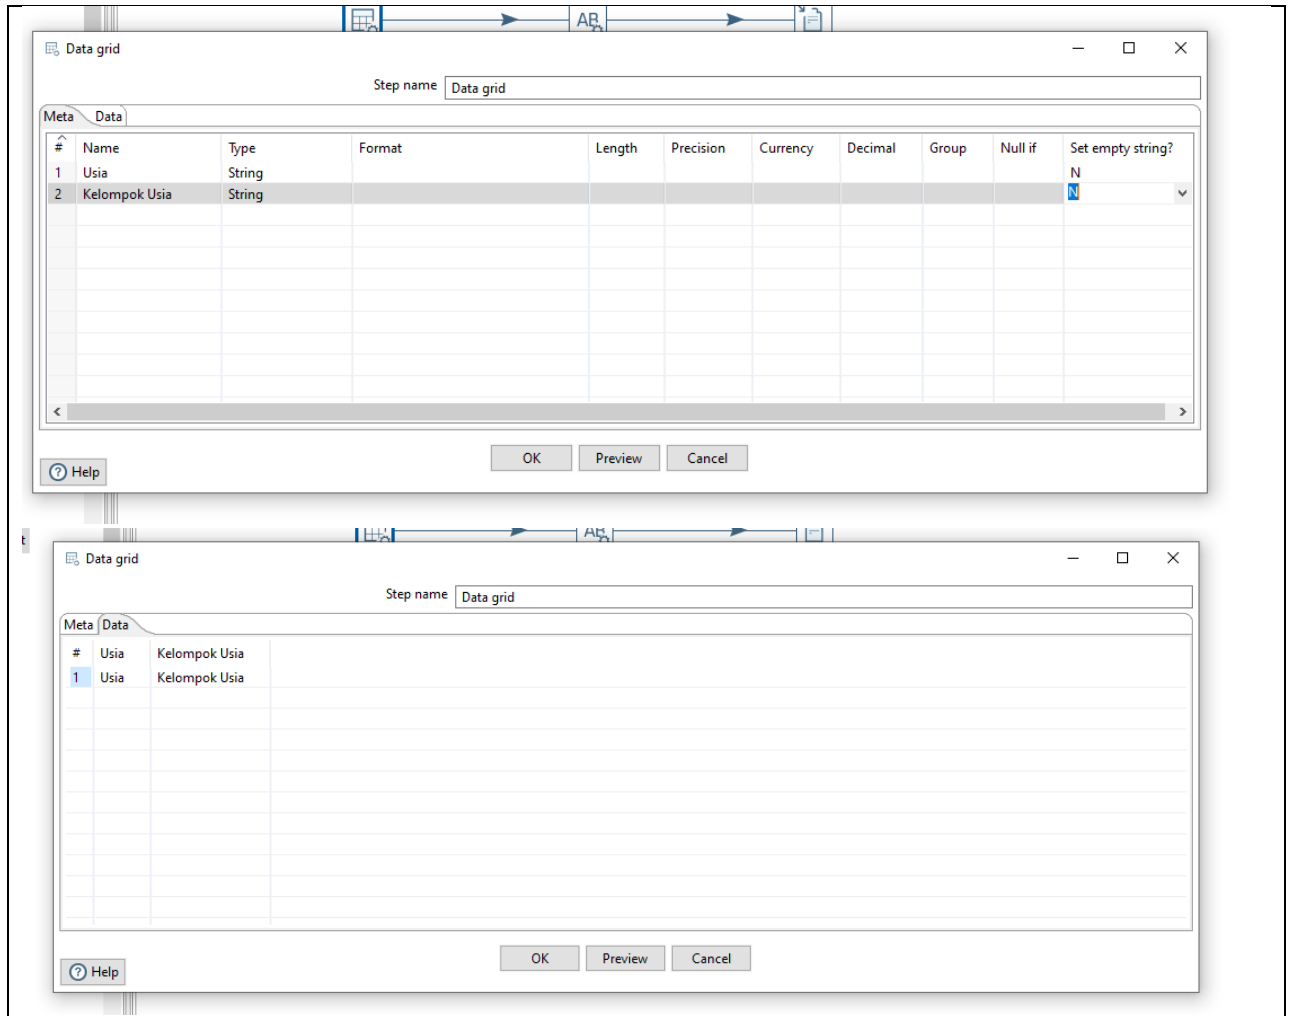 AB
Data grid
Step name Data grid
Meta Data
# Name Type Format Length Precision Currency Decimal Group Null if Set empty string?
1 Usia String N
2 Kelompok Usia String N
OK Preview Cancel
Help
t
AB
Data grid
Step name Data grid
Meta Data
# Usia Kelompok Usia
1 Usia Kelompok Usia
OK Preview Cancel
Help